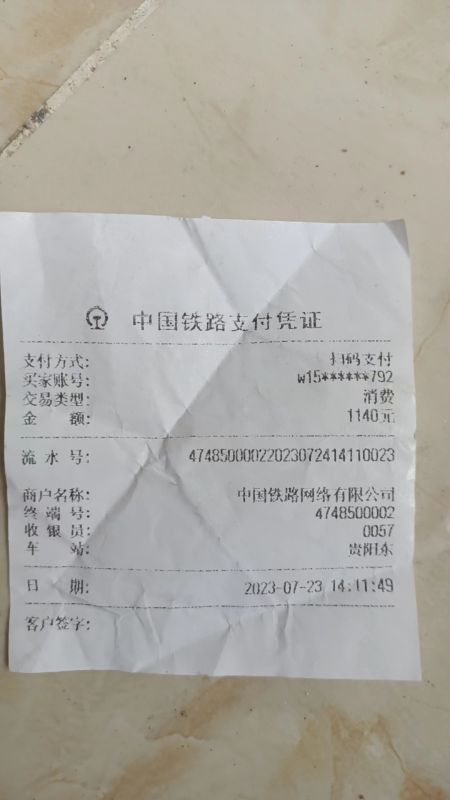 中国铁路支付凭证
支付方式: 扫码支付
买家账号: w15******792
交易类型: 消费
金 额: 1140元
流 水 号: 47485000022023072414110023
商户名称: 中国铁路网络有限公司
终 端 号: 4748500002
收 银 员: 0057
车 站: 贵阳东
日 期: 2023-07-23 14:11:49
客户签字: